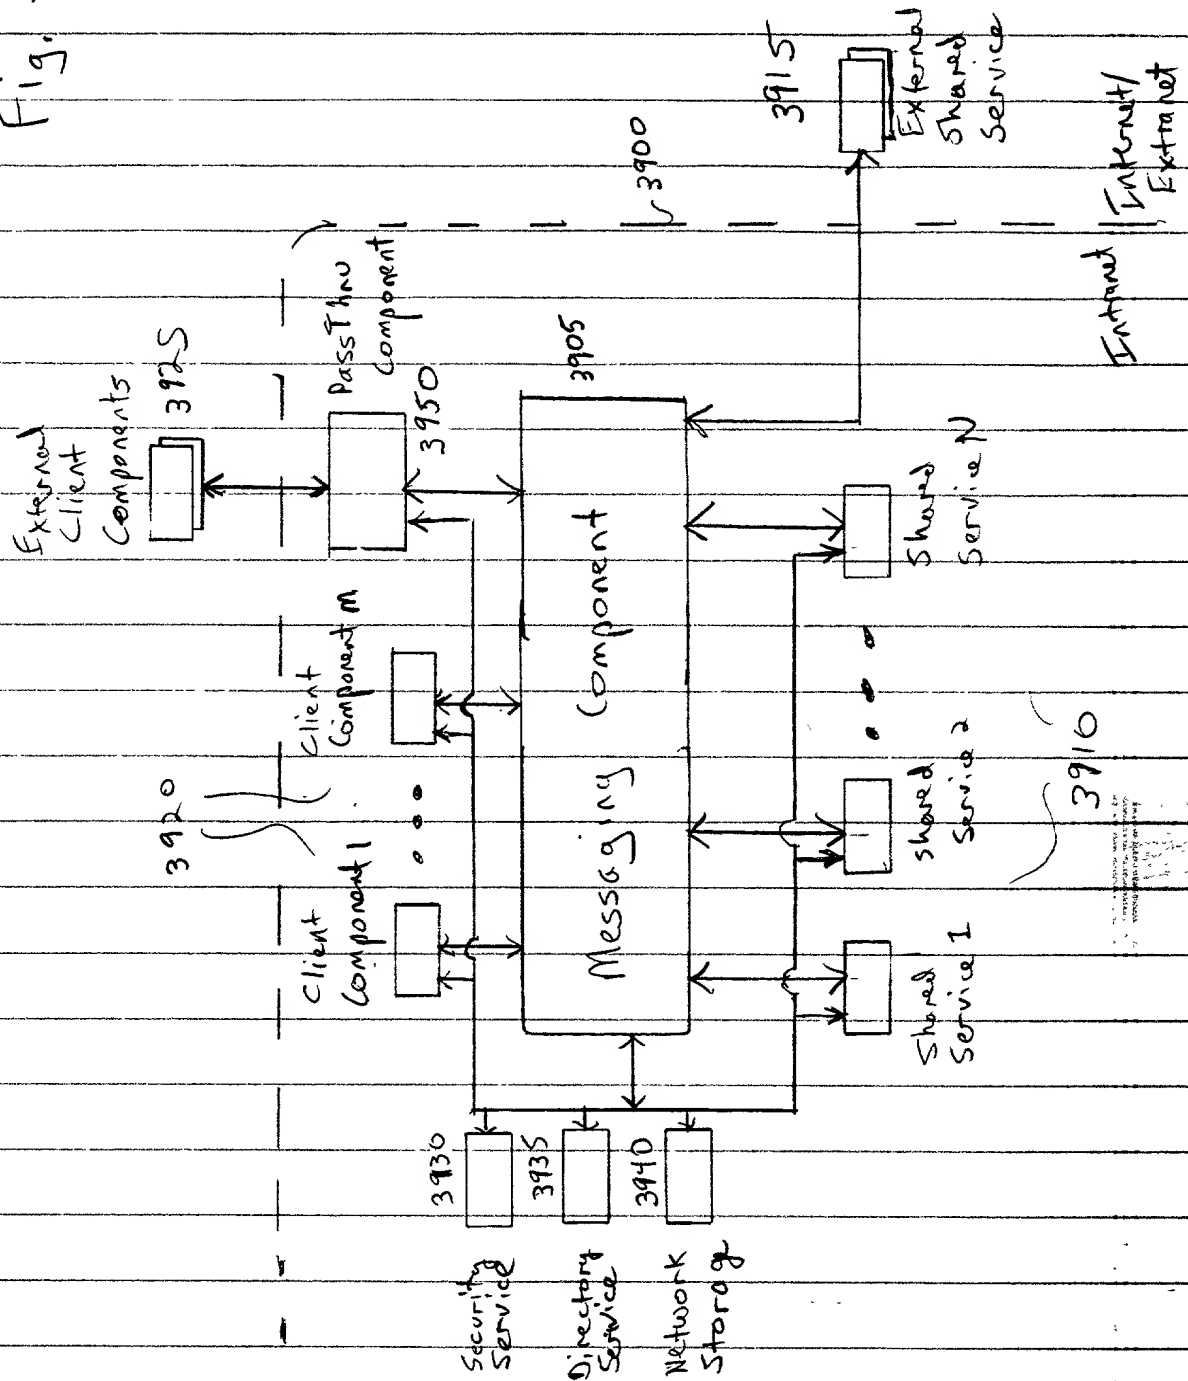 Fig.
3915
External
Shared
Service
3900
Internet/
Extranet
Intranet
External
Client
Components
3925
PassThru
Component
3950
3905
Messaging Component
Client
Component M
3920
Client
Component 1
Shared
Service N
Shared
Service 2
3910
Shared
Service 1
3930
3935
3940
Security
Service
Directory
Service
Network
Storage